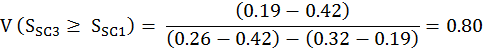 V (S_SC3 ≥ S_SC1) = (0.19 − 0.42) / ((0.26 − 0.42) − (0.32 − 0.19)) = 0.80